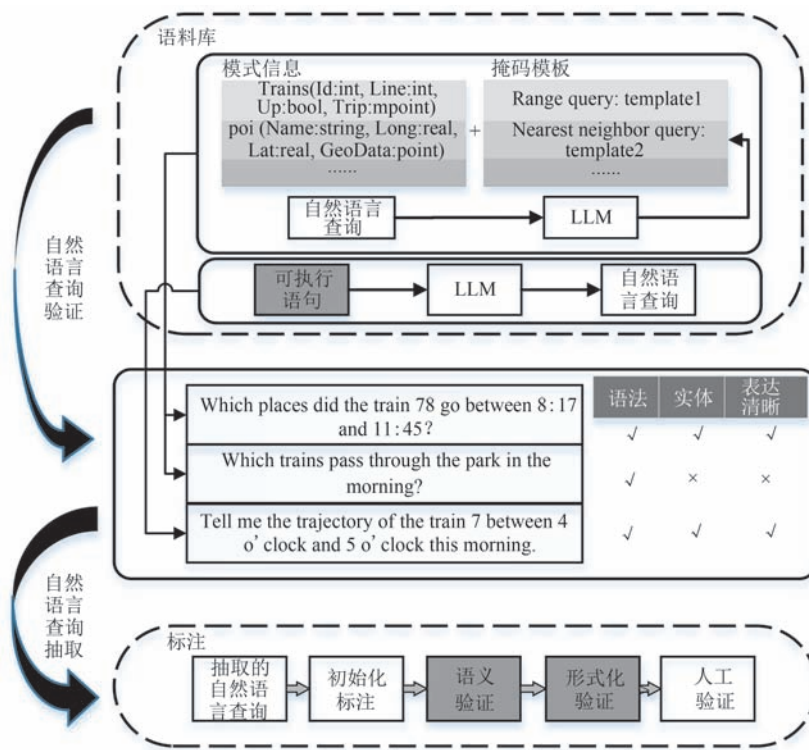 语料库
模式信息
掩码模板
Trains(Id:int, Line:int,
Up:bool, Trip:mpoint)
poi (Name:string, Long:real,
Lat:real, GeoData:point)
......
+
Range query: template1
Nearest neighbor query:
template2
......
自然语言
查询
LLM
可执行
语句
LLM
自然语
言查询
自然
语言
查询
验证
Which places did the train 78 go between 8:17
and 11:45?
Which trains pass through the park in the
morning?
Tell me the trajectory of the train 7 between 4
o' clock and 5 o' clock this morning.
语法
实体
表达
清晰
√ √ √
√ × ×
√ √ √
自然
语言
查询
抽取
标注
抽取的
自然语
言查询
初始化
标注
语义
验证
形式化
验证
人工
验证